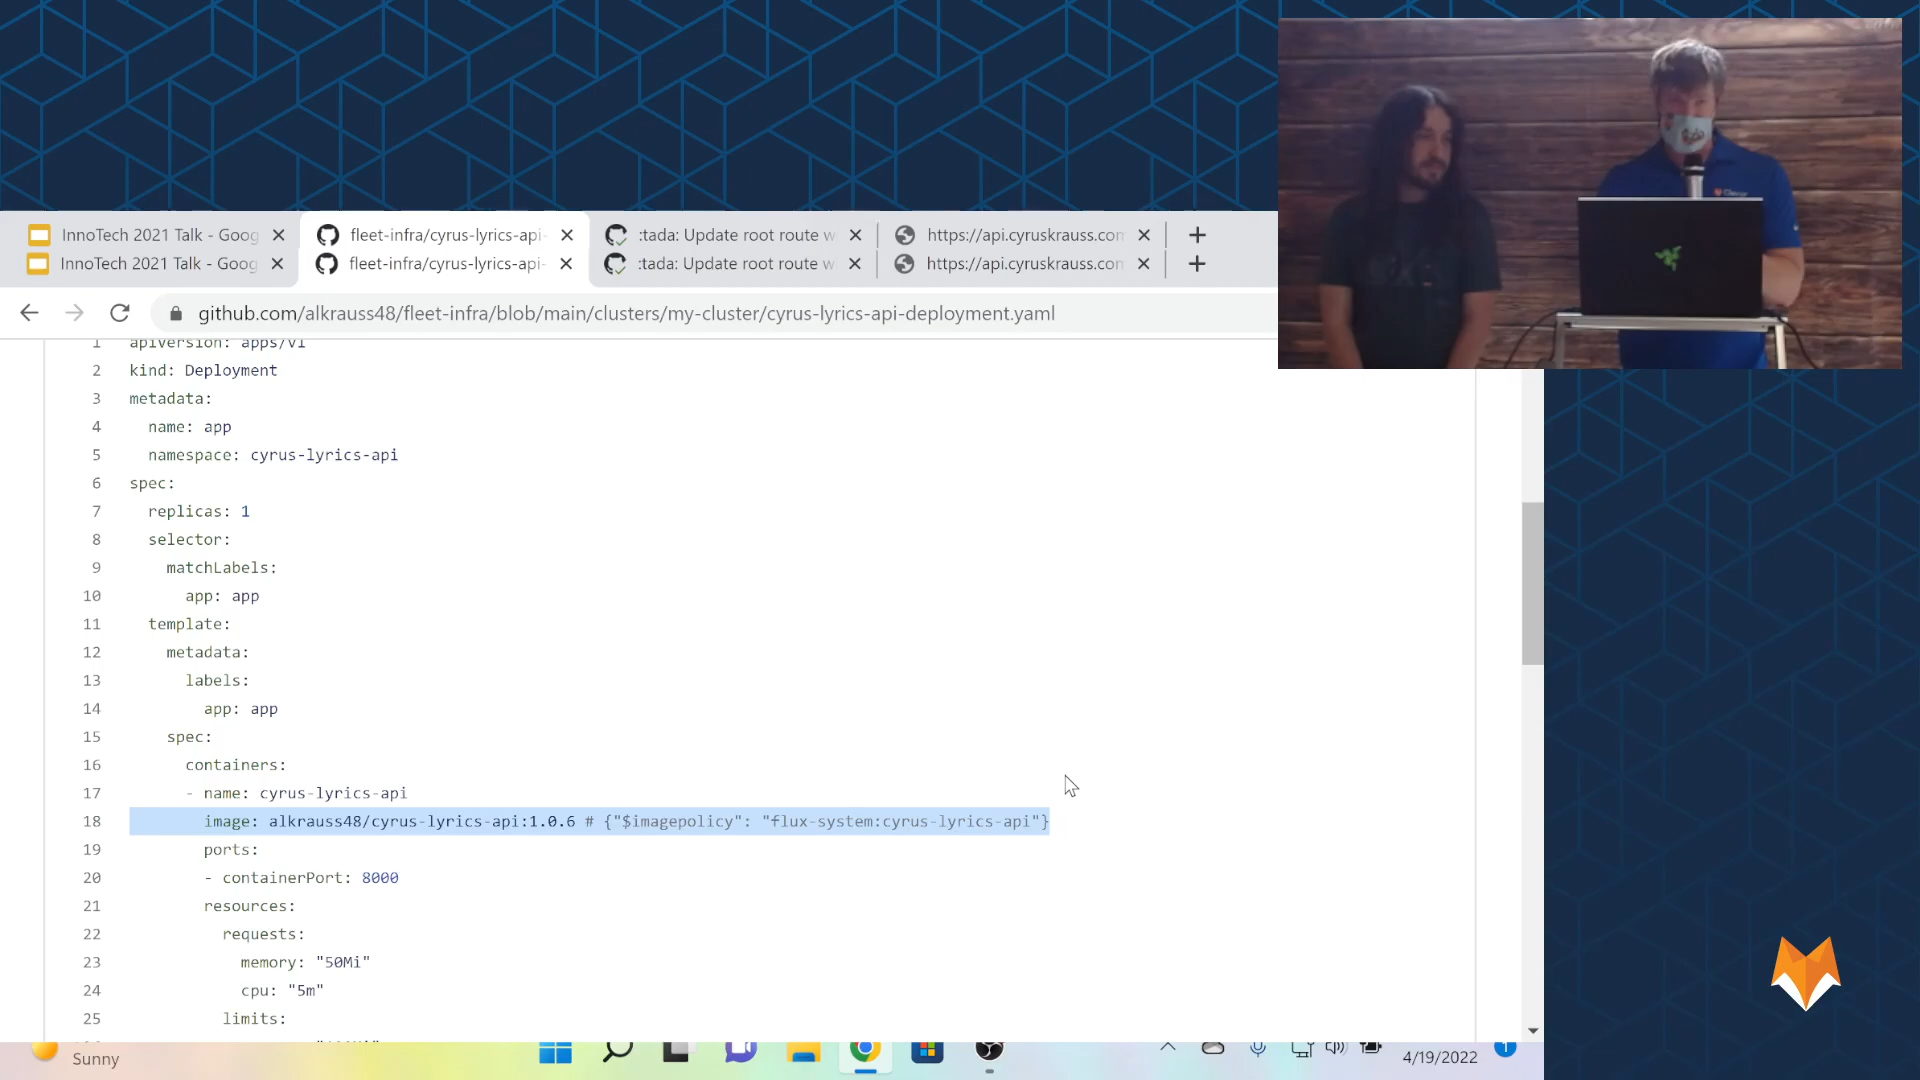 InnoTech 2021 Talk - Goog
fleet-infra/cyrus-lyrics-api-
:tada: Update root route w
https://api.cyruskrauss.com
InnoTech 2021 Talk - Goog
fleet-infra/cyrus-lyrics-api-
:tada: Update root route w
https://api.cyruskrauss.com
github.com/alkrauss48/fleet-infra/blob/main/clusters/my-cluster/cyrus-lyrics-api-deployment.yaml
1 apiVersion: apps/v1
2 kind: Deployment
3 metadata:
4 name: app
5 namespace: cyrus-lyrics-api
6 spec:
7 replicas: 1
8 selector:
9 matchLabels:
10 app: app
11 template:
12 metadata:
13 labels:
14 app: app
15 spec:
16 containers:
17 - name: cyrus-lyrics-api
18 image: alkrauss48/cyrus-lyrics-api:1.0.6 # {"$imagepolicy": "flux-system:cyrus-lyrics-api"}
19 ports:
20 - containerPort: 8000
21 resources:
22 requests:
23 memory: "50Mi"
24 cpu: "5m"
25 limits:
Sunny
4/19/2022
1